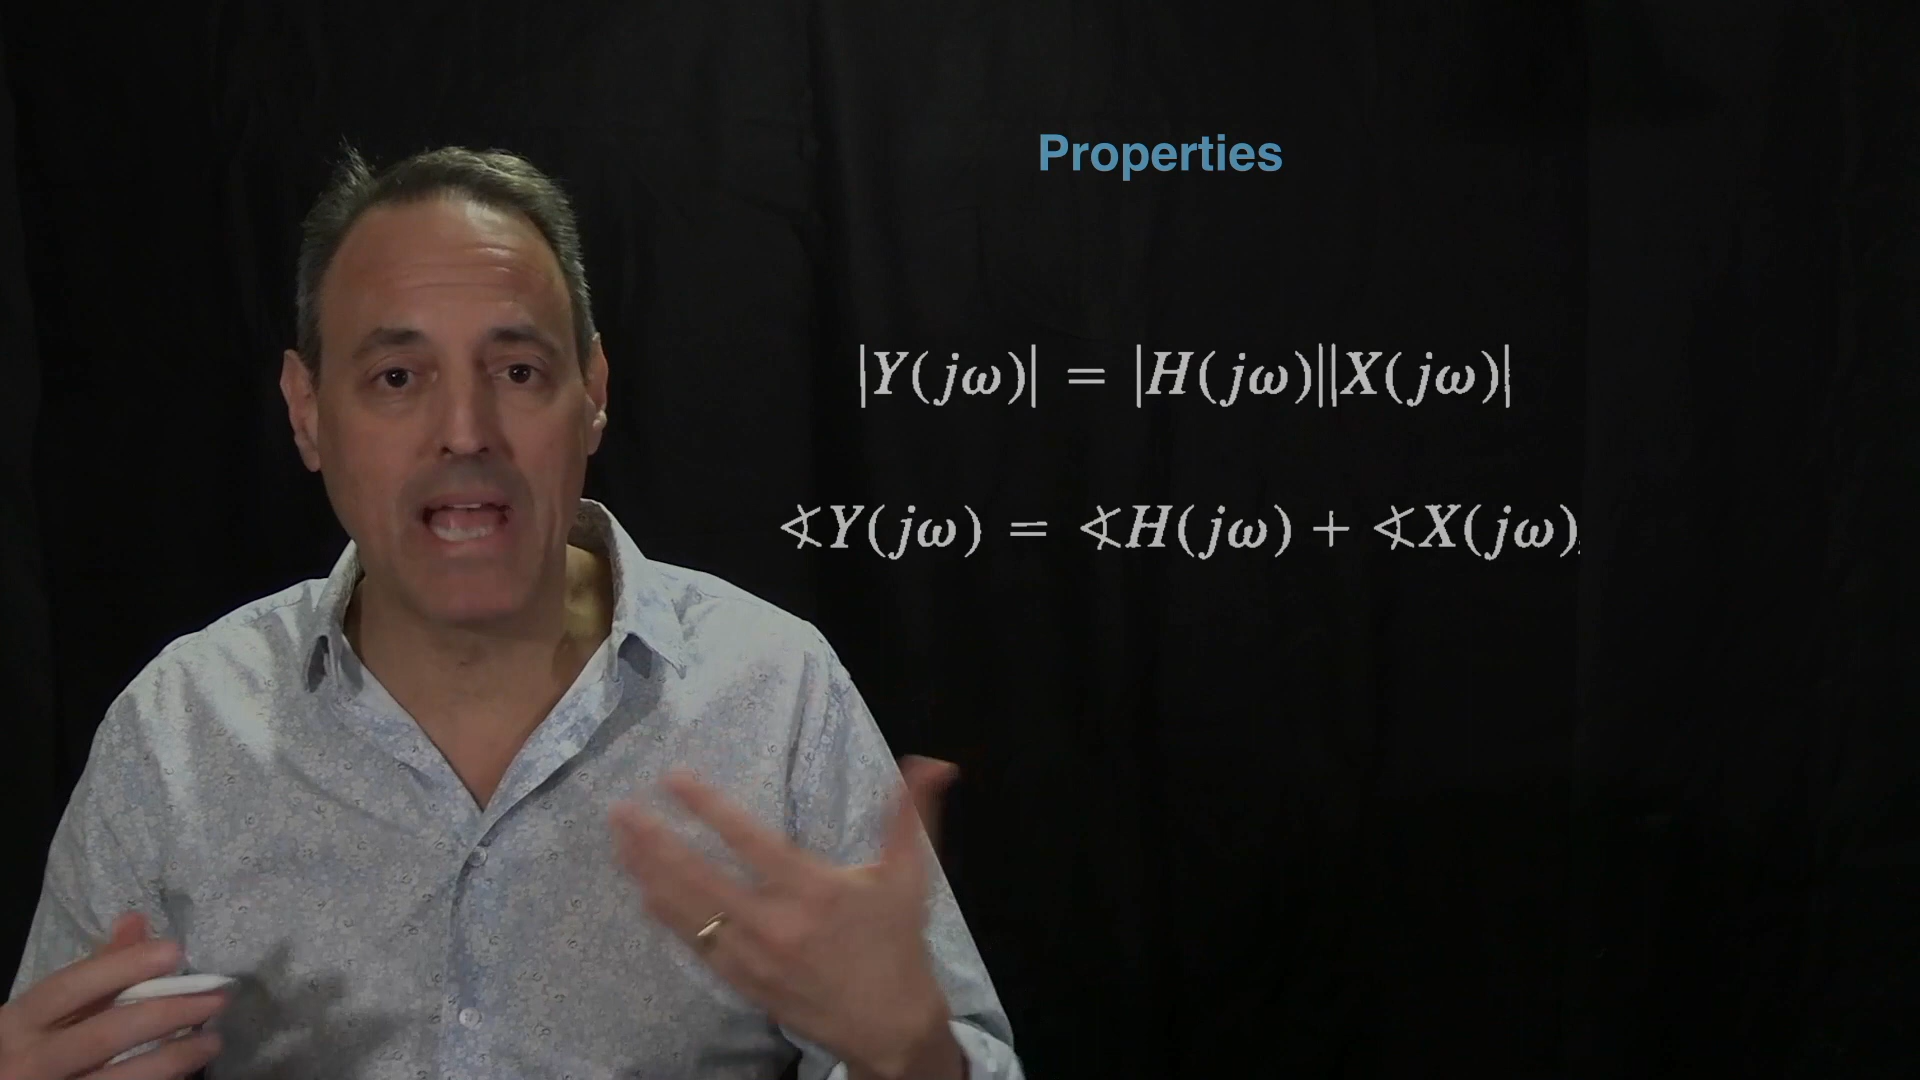 Properties
|Y(jω)| = |H(jω)||X(jω)|
∢Y(jω) = ∢H(jω) + ∢X(jω)